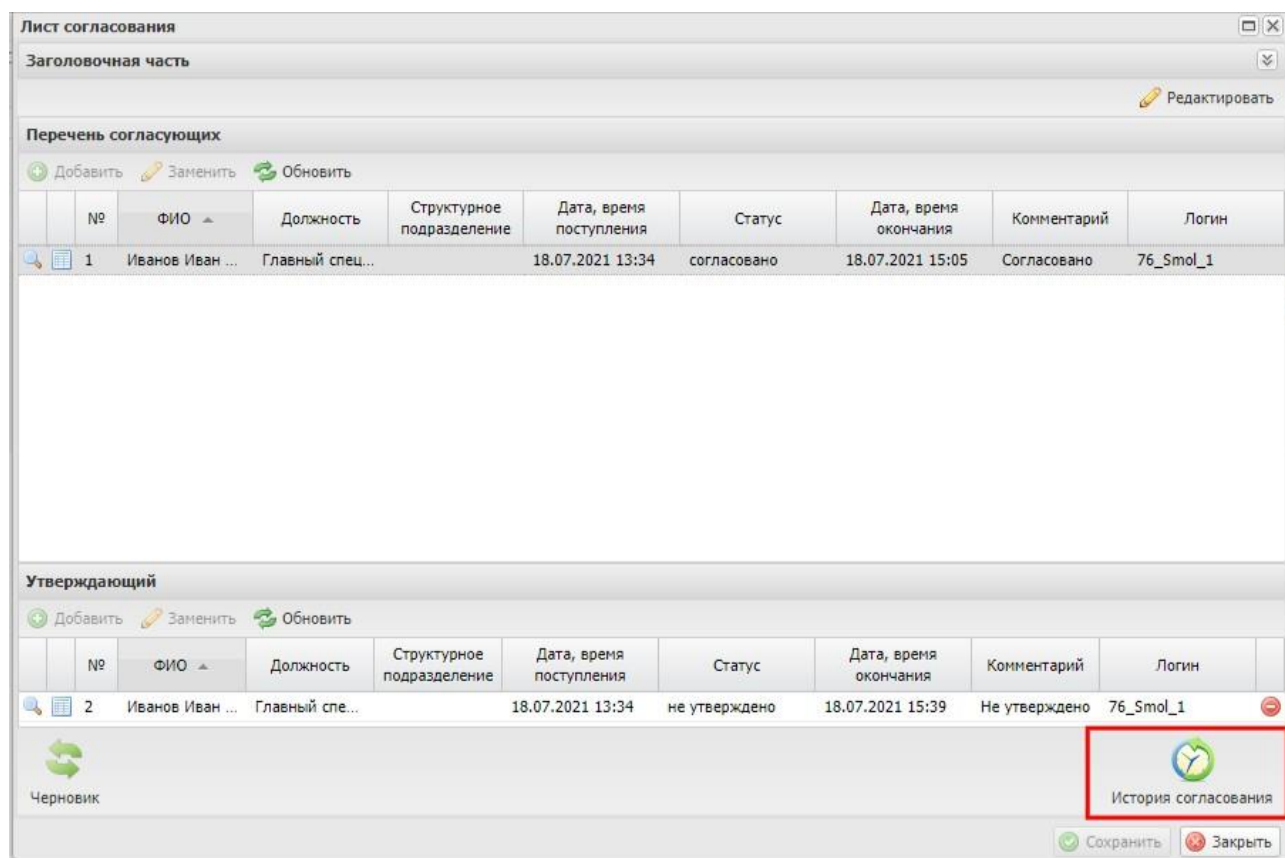 Лист согласования
Заголовочная часть
Редактировать
Перечень согласующих
Добавить Заменить Обновить
№ ФИО Должность Структурное подразделение Дата, время поступления Статус Дата, время окончания Комментарий Логин
1 Иванов Иван ... Главный спец... 18.07.2021 13:34 согласовано 18.07.2021 15:05 Согласовано 76_Smol_1
Утверждающий
Добавить Заменить Обновить
№ ФИО Должность Структурное подразделение Дата, время поступления Статус Дата, время окончания Комментарий Логин
2 Иванов Иван ... Главный спе... 18.07.2021 13:34 не утверждено 18.07.2021 15:39 Не утверждено 76_Smol_1
Черновик История согласования
Сохранить Закрыть